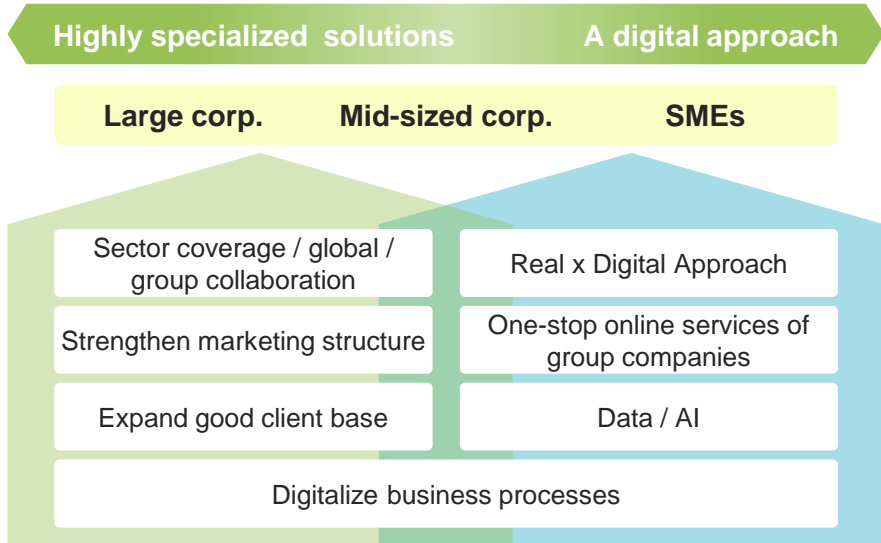 Highly specialized solutions
A digital approach
Large corp.
Mid-sized corp.
SMEs
Sector coverage / global /
group collaboration
Real x Digital Approach
Strengthen marketing structure
One-stop online services of
group companies
Expand good client base
Data / AI
Digitalize business processes